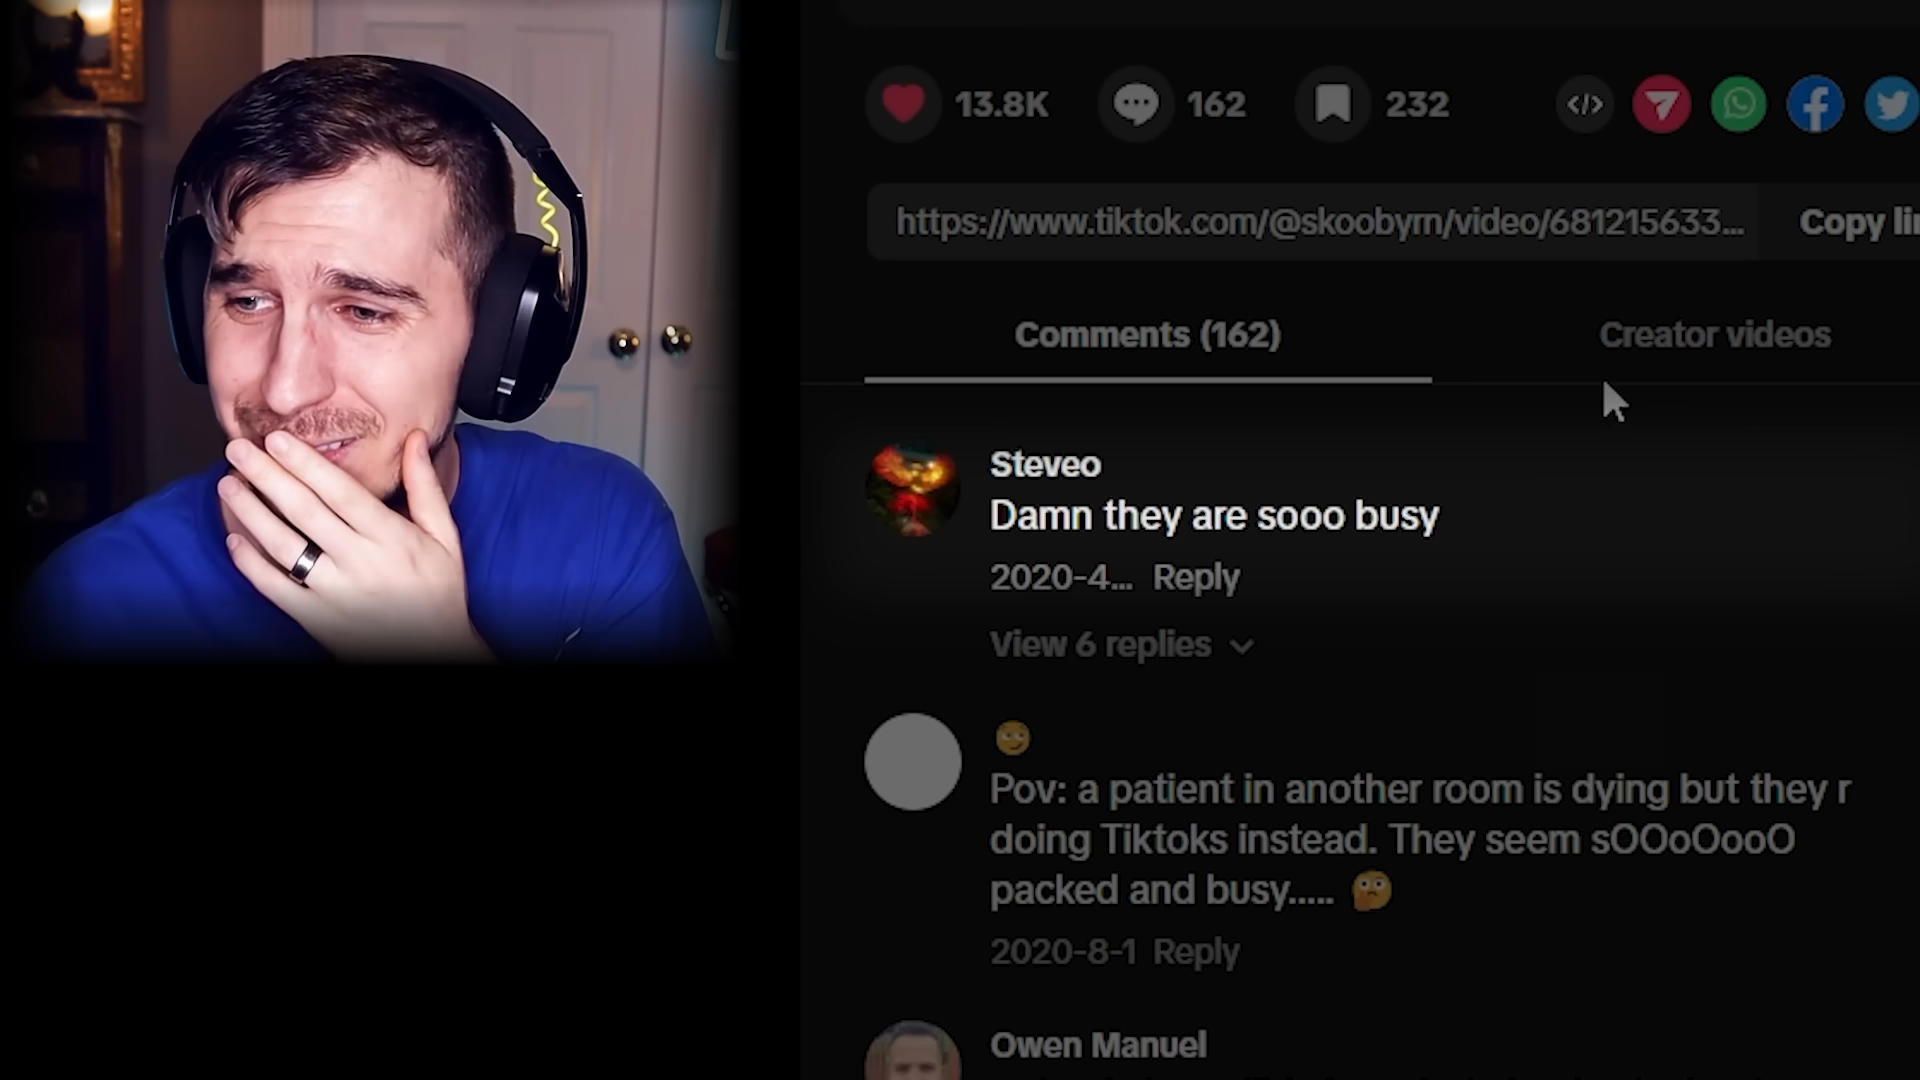 13.8K
162
232
https://www.tiktok.com/@skoobyrn/video/681215633...
Copy
Comments (162)
Creator videos
Steveo
Damn they are sooo busy
2020-4... Reply
View 6 replies
Pov: a patient in another room is dying but they r
doing Tiktoks instead. They seem sOOoOooO
packed and busy.....
2020-8-1 Reply
Owen Manuel